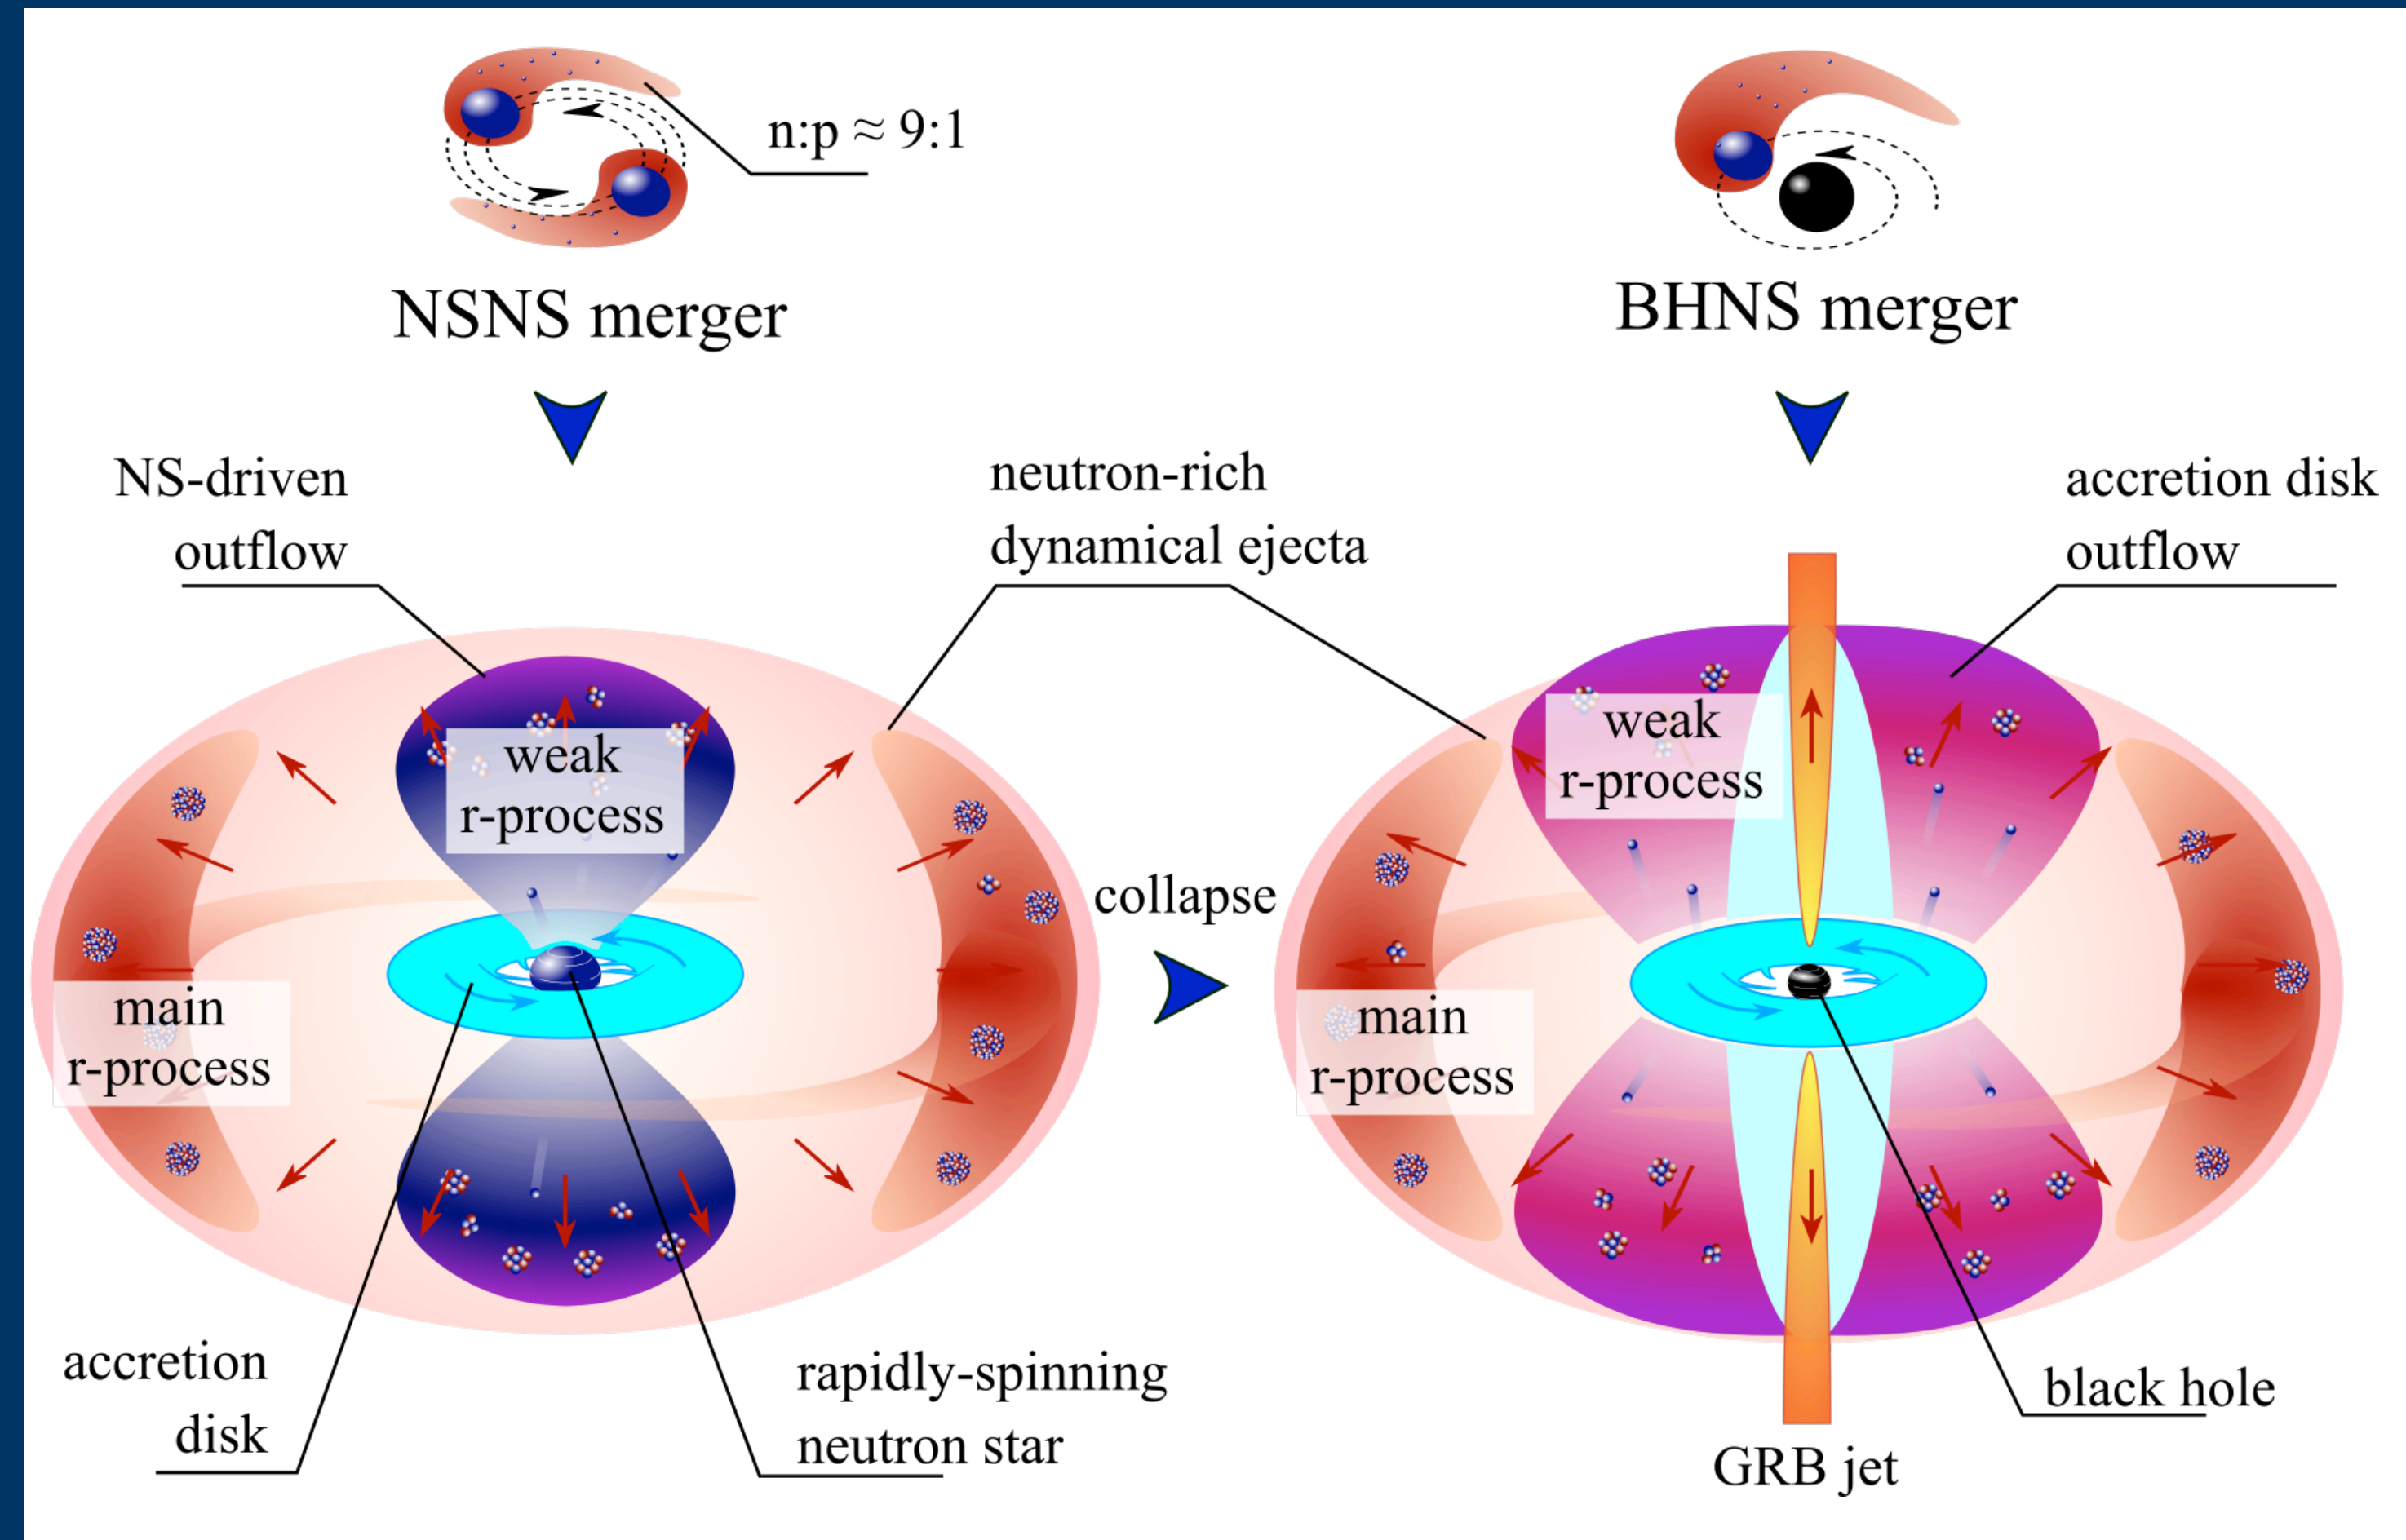 n:p ≈ 9:1
NSNS merger
BHNS merger
NS-driven
outflow
neutron-rich
dynamical ejecta
accretion disk
outflow
weak
r-process
weak
r-process
collapse
main
r-process
main
r-process
accretion
disk
rapidly-spinning
neutron star
black hole
GRB jet